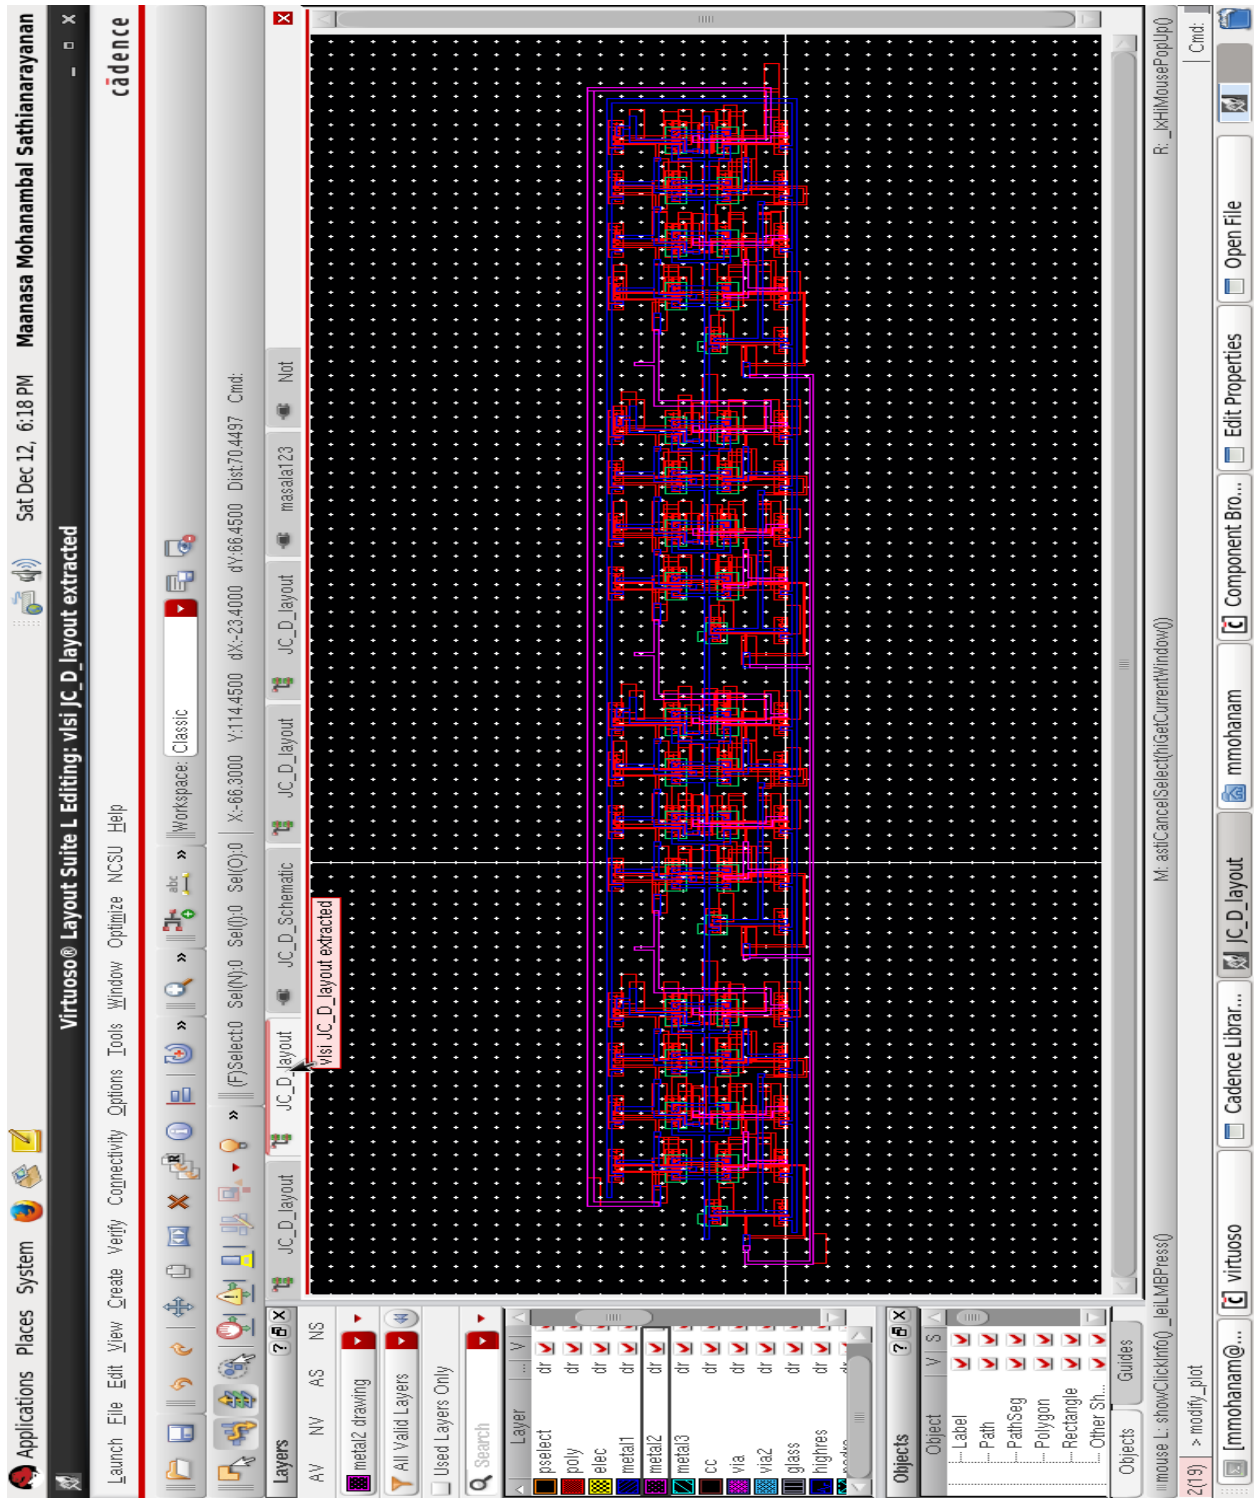 Applications Places System
Sat Dec 12, 6:18 PM
Maanasa Mohanambal Sathianarayanan
Virtuoso® Layout Suite L Editing: vlsi JC_D_layout extracted
Launch File Edit View Create Verify Connectivity Options Tools Window Optimize NCSU Help
cādence
abc
Workspace: Classic
(F)Select:0 Sel(N):0 Sel(I):0 Sel(O):0 X:-66.3000 Y:114.4500 dX:-23.4000 dY:66.4500 Dist:70.4497 Cmd:
JC_D_layout
JC_D_layout
JC_D_Schematic
JC_D_layout
JC_D_layout
masala123
Not
vlsi JC_D_layout extracted
Layers
AV NV AS NS
metal2 drawing
All Valid Layers
Used Layers Only
Search
Layer ... V
pselect dr
poly dr
elec dr
metal1 dr
metal2 dr
metal3 dr
cc dr
via dr
via2 dr
glass dr
highres dr
Objects
Object V S
Label
Path
PathSeg
Polygon
Rectangle
Other Sh...
Objects Guides
mouse L: showClickInfo() _leiLMBPress()
M: astiCancelSelect(hiGetCurrentWindow())
R: _lxHiMousePopUp()
2(19) > modify_plot
Cmd:
[mmohanam@...
virtuoso
Cadence Librar...
JC_D_layout
mmohanam
Component Bro...
Edit Properties
Open File